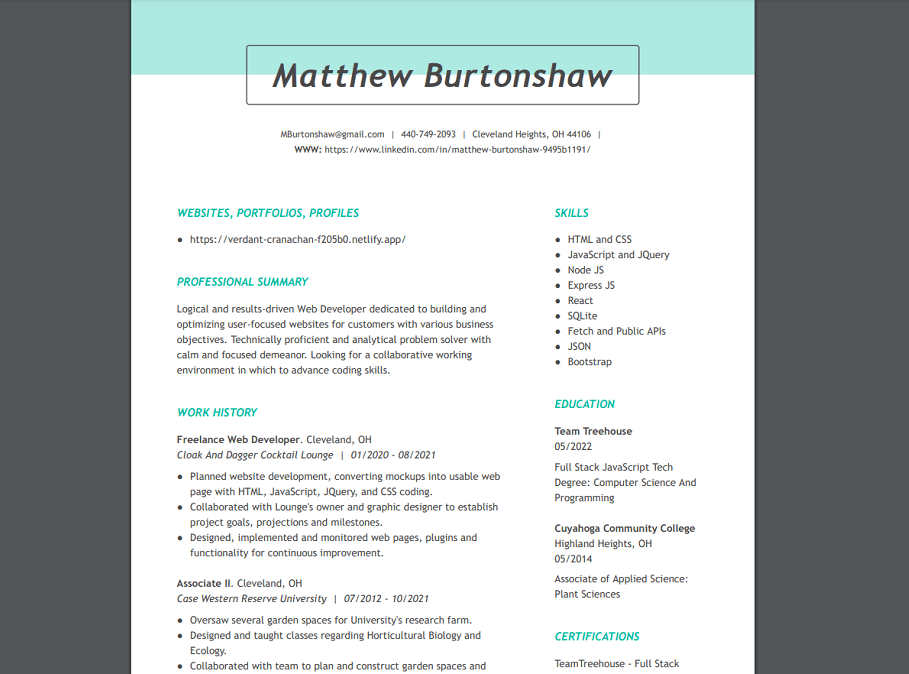 Matthew Burtonshaw
MBurtonshaw@gmail.com | 440-749-2093 | Cleveland Heights, OH 44106 |
WWW: https://www.linkedin.com/in/matthew-burtonshaw-9495b1191/
WEBSITES, PORTFOLIOS, PROFILES
● https://verdant-cranachan-f205b0.netlify.app/
PROFESSIONAL SUMMARY
Logical and results-driven Web Developer dedicated to building and
optimizing user-focused websites for customers with various business
objectives. Technically proficient and analytical problem solver with
calm and focused demeanor. Looking for a collaborative working
environment in which to advance coding skills.
WORK HISTORY
Freelance Web Developer. Cleveland, OH
Cloak And Dagger Cocktail Lounge | 01/2020 - 08/2021
● Planned website development, converting mockups into usable web
page with HTML, JavaScript, JQuery, and CSS coding.
● Collaborated with Lounge's owner and graphic designer to establish
project goals, projections and milestones.
● Designed, implemented and monitored web pages, plugins and
functionality for continuous improvement.
Associate II. Cleveland, OH
Case Western Reserve University | 07/2012 - 10/2021
● Oversaw several garden spaces for University's research farm.
● Designed and taught classes regarding Horticultural Biology and
Ecology.
● Collaborated with team to plan and construct garden spaces and
SKILLS
● HTML and CSS
● JavaScript and JQuery
● Node JS
● Express JS
● React
● SQLite
● Fetch and Public APIs
● JSON
● Bootstrap
EDUCATION
Team Treehouse
05/2022
Full Stack JavaScript Tech
Degree: Computer Science And
Programming
Cuyahoga Community College
Highland Heights, OH
05/2014
Associate of Applied Science:
Plant Sciences
CERTIFICATIONS
TeamTreehouse - Full Stack